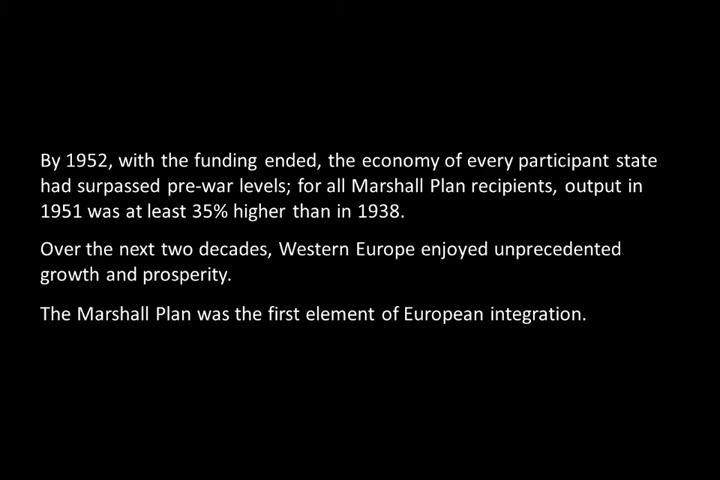 By 1952, with the funding ended, the economy of every participant state
had surpassed pre-war levels; for all Marshall Plan recipients, output in
1951 was at least 35% higher than in 1938.
Over the next two decades, Western Europe enjoyed unprecedented
growth and prosperity.
The Marshall Plan was the first element of European integration.